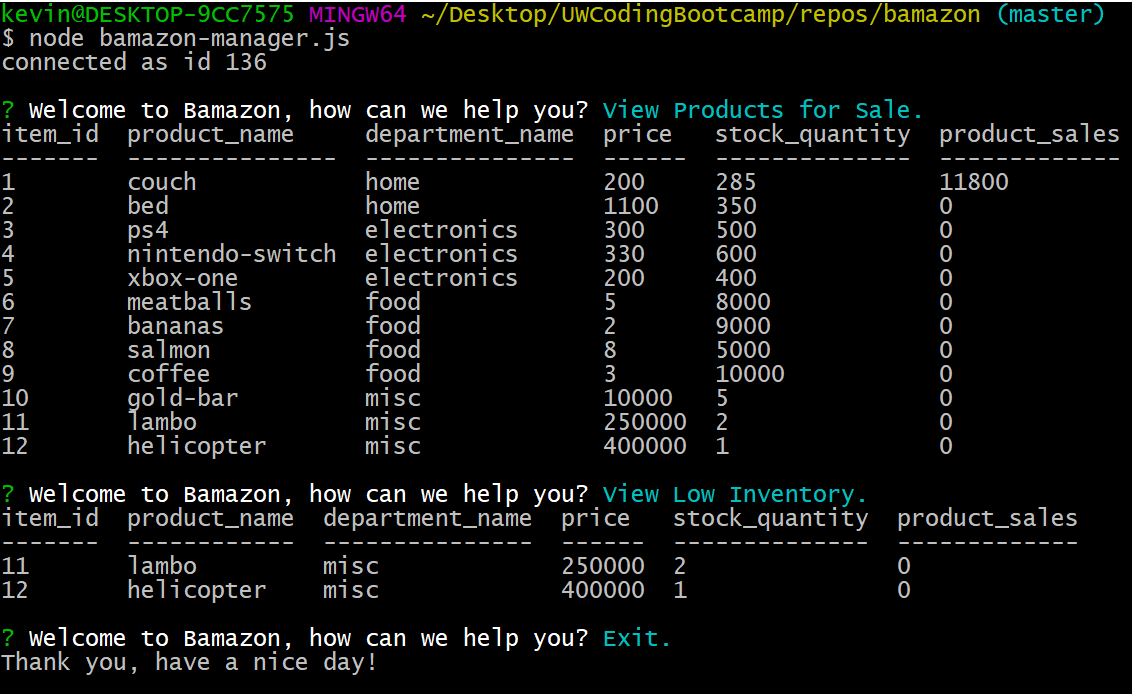 kevin@DESKTOP-9CC7575 MINGW64 ~/Desktop/UWCodingBootcamp/repos/bamazon (master)
$ node bamazon-manager.js
connected as id 136
? Welcome to Bamazon, how can we help you? View Products for Sale.
item_id  product_name     department_name  price   stock_quantity  product_sales
-------  ---------------  ---------------  ------  --------------  -------------
1        couch            home             200     285             11800
2        bed              home             1100    350             0
3        ps4              electronics      300     500             0
4        nintendo-switch  electronics      330     600             0
5        xbox-one         electronics      200     400             0
6        meatballs        food             5       8000            0
7        bananas          food             2       9000            0
8        salmon           food             8       5000            0
9        coffee           food             3       10000           0
10       gold-bar         misc             10000   5               0
11       lambo            misc             250000  2               0
12       helicopter       misc             400000  1               0
? Welcome to Bamazon, how can we help you? View Low Inventory.
item_id  product_name  department_name  price   stock_quantity  product_sales
-------  ------------  ---------------  ------  --------------  -------------
11       lambo         misc             250000  2               0
12       helicopter    misc             400000  1               0
? Welcome to Bamazon, how can we help you? Exit.
Thank you, have a nice day!